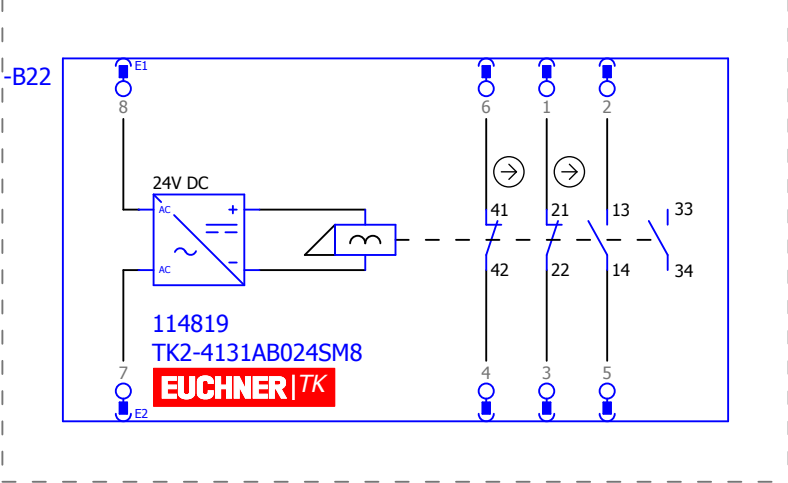 E1
-B22
8
6
1
2
24V DC
AC
+
41
21
13
33
AC
−
42
22
14
34
114819
TK2-4131AB024SM8
EUCHNER|TK
7
4
3
5
E2